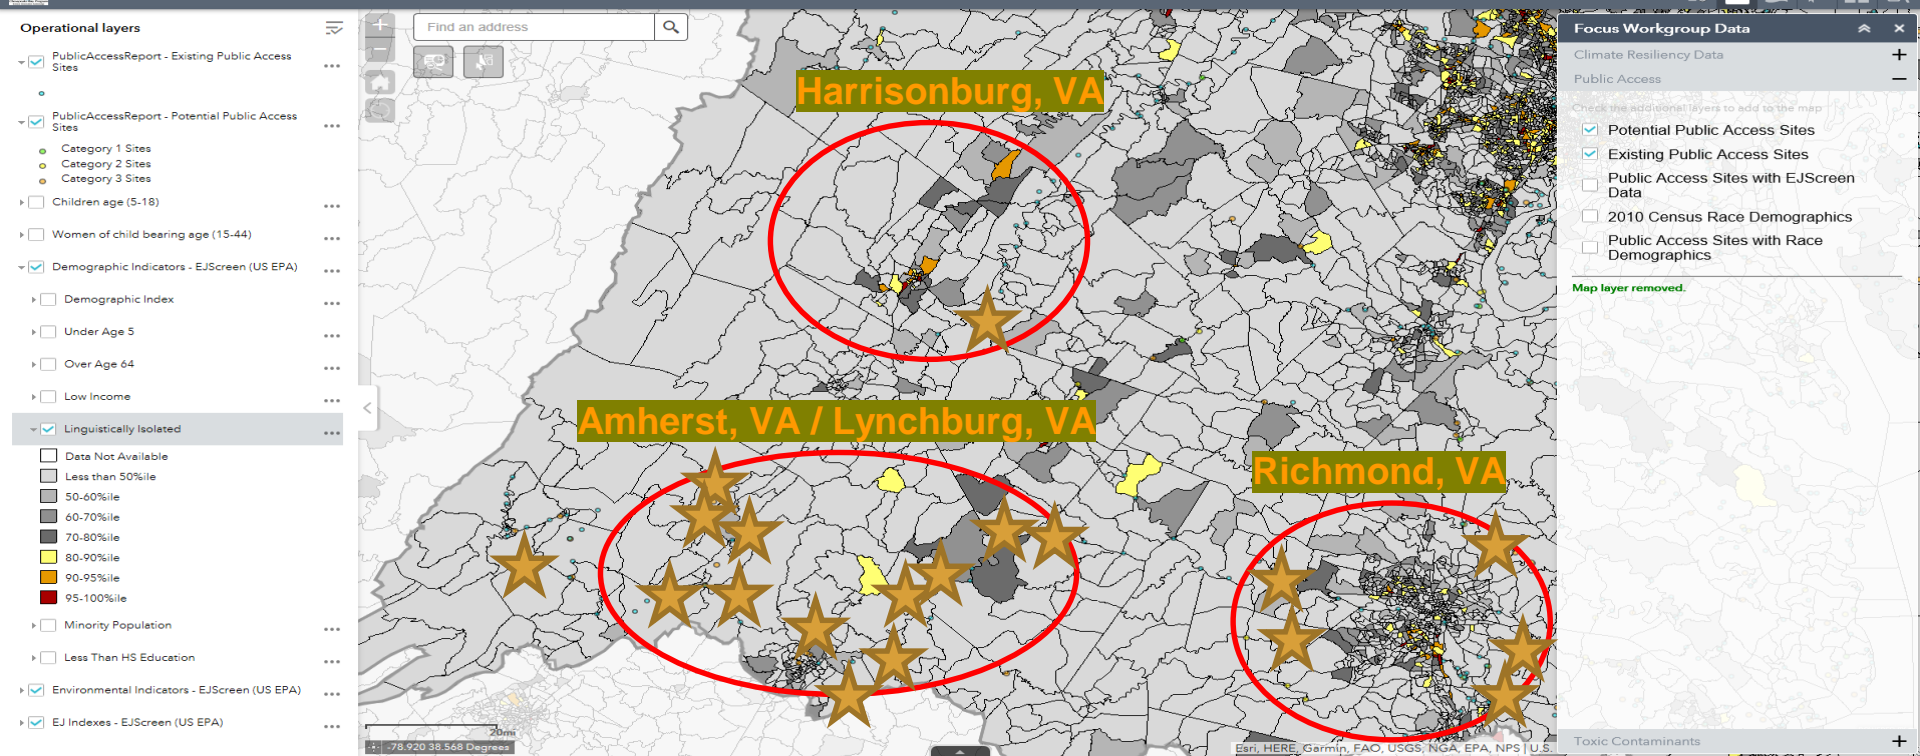 Operational layers
PublicAccessReport - Existing Public Access
Sites
PublicAccessReport - Potential Public Access
Sites
Category 1 Sites
Category 2 Sites
Category 3 Sites
Children age (5-18)
Women of child bearing age (15-44)
Demographic Indicators - EJScreen (US EPA)
Demographic Index
Under Age 5
Over Age 64
Low Income
Linguistically Isolated
Data Not Available
Less than 50%ile
50-60%ile
60-70%ile
70-80%ile
80-90%ile
90-95%ile
95-100%ile
Minority Population
Less Than HS Education
Environmental Indicators - EJScreen (US EPA)
EJ Indexes - EJScreen (US EPA)
Find an address
Harrisonburg, VA
Amherst, VA / Lynchburg, VA
Richmond, VA
20mi
-78.920 38.568 Degrees
Esri, HERE, Garmin, FAO, USGS, NGA, EPA, NPS | U.S.
Focus Workgroup Data
Climate Resiliency Data
Public Access
Check the additional layers to add to the map
Potential Public Access Sites
Existing Public Access Sites
Public Access Sites with EJScreen
Data
2010 Census Race Demographics
Public Access Sites with Race
Demographics
Map layer removed.
Toxic Contaminants